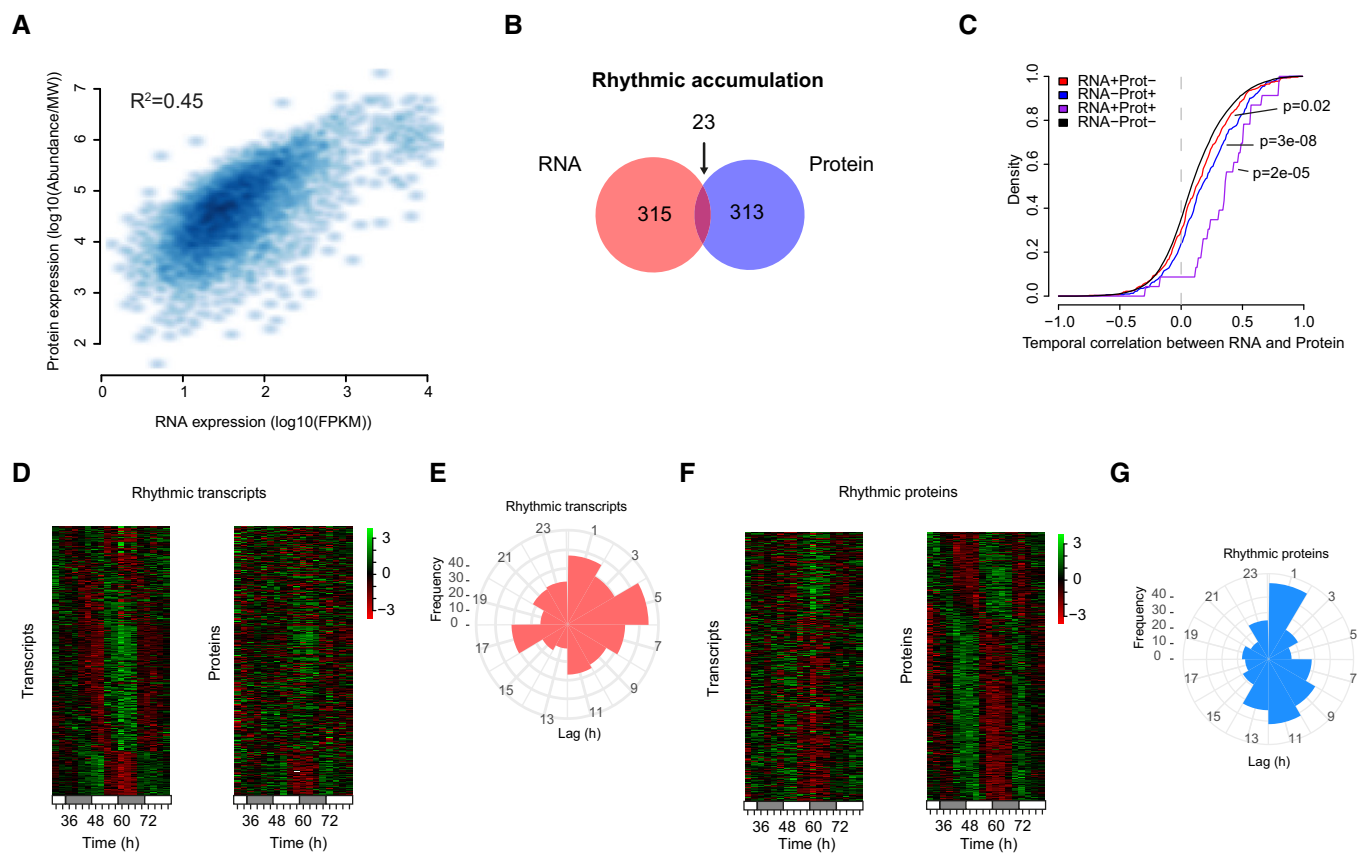 A
Protein expression (log10(Abundance/MW))
7
6
5
4
3
2
R²=0.45
0 1 2 3 4
RNA expression (log10(FPKM))
B
Rhythmic accumulation
23
RNA
Protein
315
313
C
Density
1.0
0.8
0.6
0.4
0.2
0.0
RNA+Prot−
RNA−Prot+
RNA+Prot+
RNA−Prot−
p=0.02
p=3e-08
p=2e-05
−1.0 −0.5 0.0 0.5 1.0
Temporal correlation between RNA and Protein
D
Rhythmic transcripts
Transcripts
Proteins
3
0
−3
36 48 60 72
Time (h)
36 48 60 72
Time (h)
E
Rhythmic transcripts
Frequency
40
30
20
10
0
1
3
5
7
9
11
13
15
17
19
21
23
Lag (h)
F
Rhythmic proteins
Transcripts
Proteins
3
0
−3
36 48 60 72
Time (h)
36 48 60 72
Time (h)
G
Rhythmic proteins
Frequency
40
30
20
10
0
1
3
5
7
9
11
13
15
17
19
21
23
Lag (h)